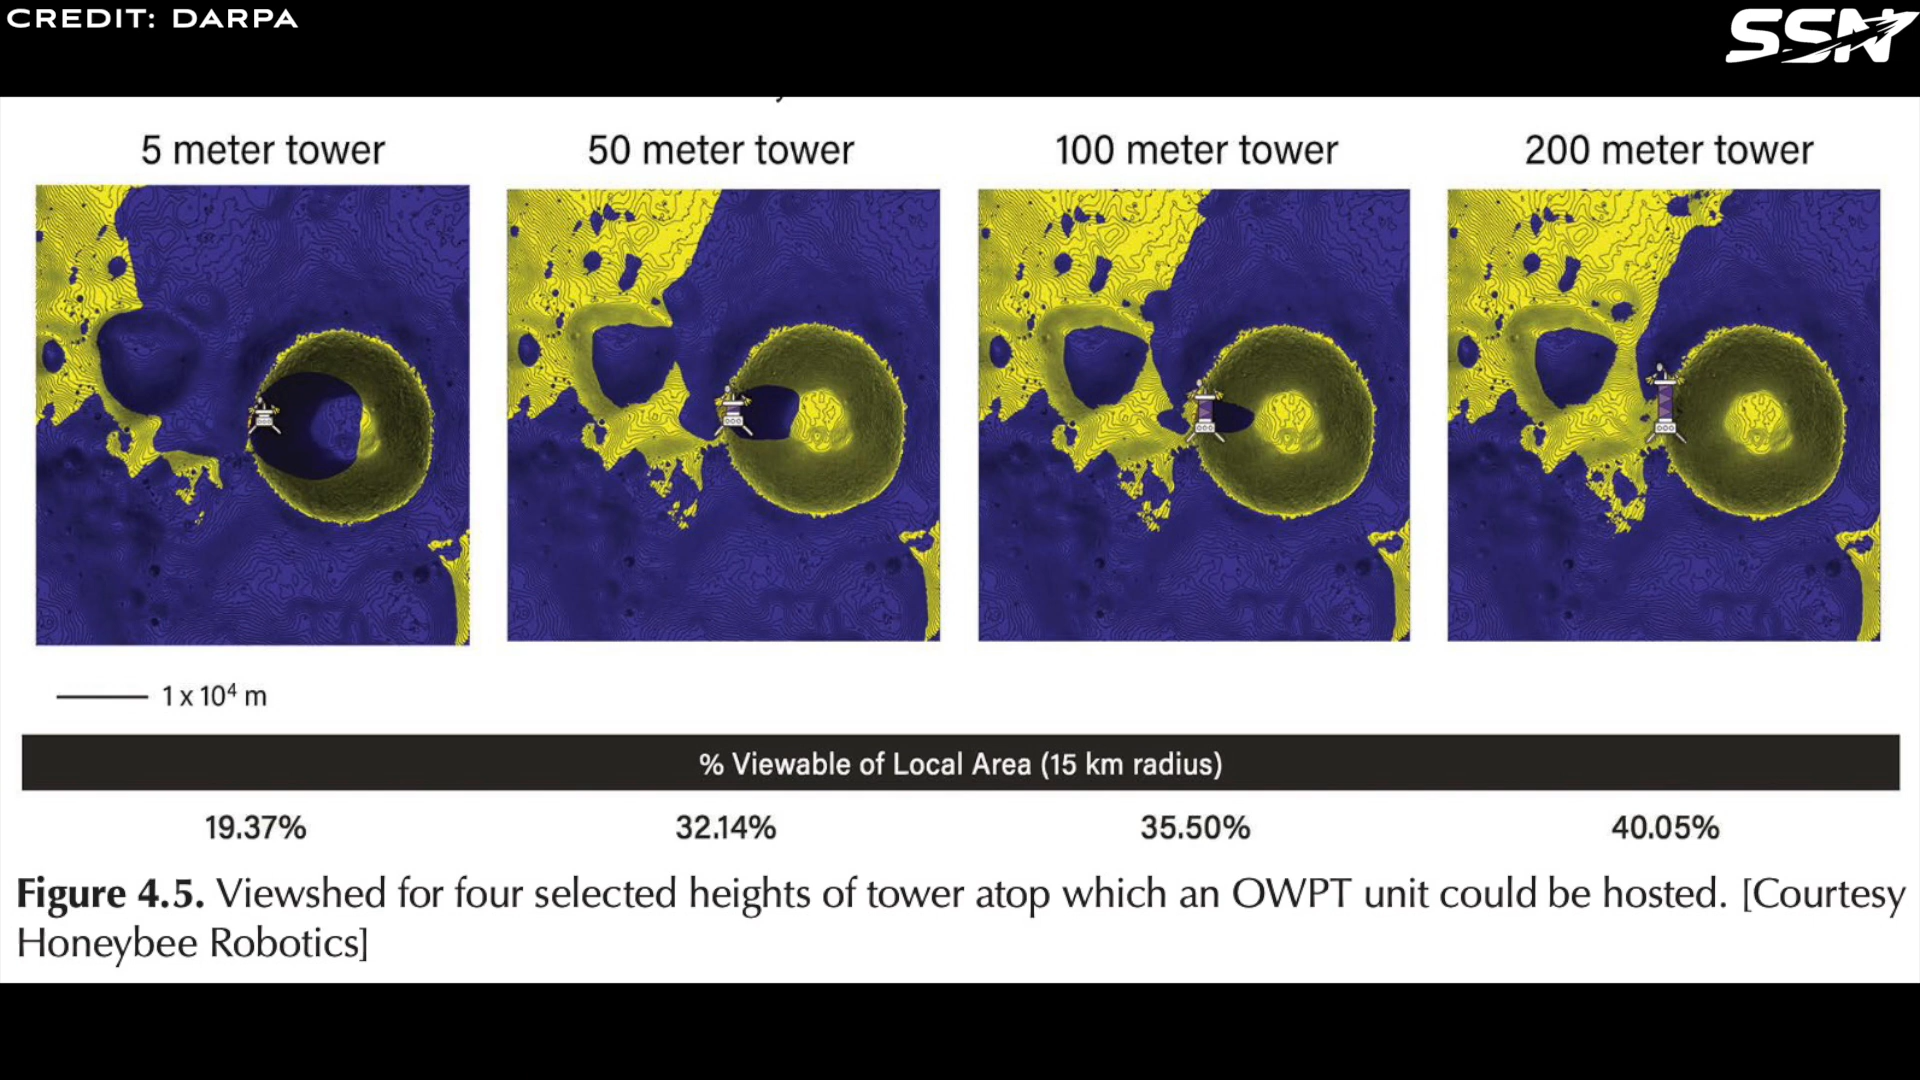 CREDIT: DARPA
SSN
5 meter tower
50 meter tower
100 meter tower
200 meter tower
1 x 10⁴ m
% Viewable of Local Area (15 km radius)
19.37%
32.14%
35.50%
40.05%
Figure 4.5. Viewshed for four selected heights of tower atop which an OWPT unit could be hosted. [Courtesy
Honeybee Robotics]